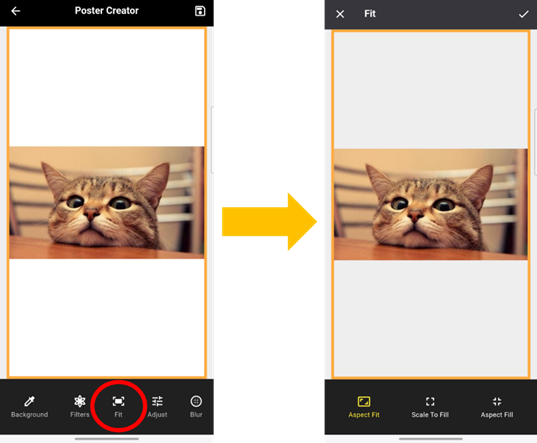 Poster Creator
Background Filters Fit Adjust Blur
Fit
Aspect Fit Scale To Fill Aspect Fill